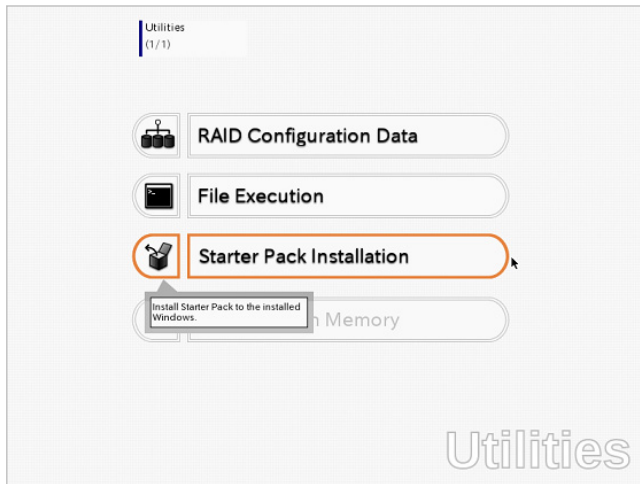 Utilities
(1/1)
RAID Configuration Data
File Execution
Starter Pack Installation
Install Starter Pack to the installed
Windows.
Memory
Utilities